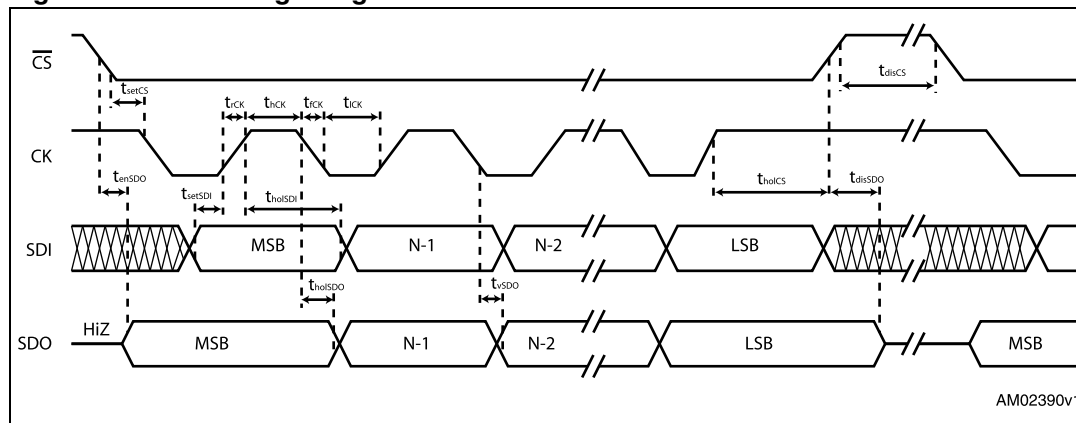 CS
tsetCS
tdisCS
trCK
thCK
tfCK
tlCK
CK
tenSDO
tsetSDI
tholSDI
tholCS
tdisSDO
SDI
MSB
N-1
N-2
LSB
tholSDO
tvSDO
HiZ
SDO
MSB
N-1
N-2
LSB
MSB
AM02390v1